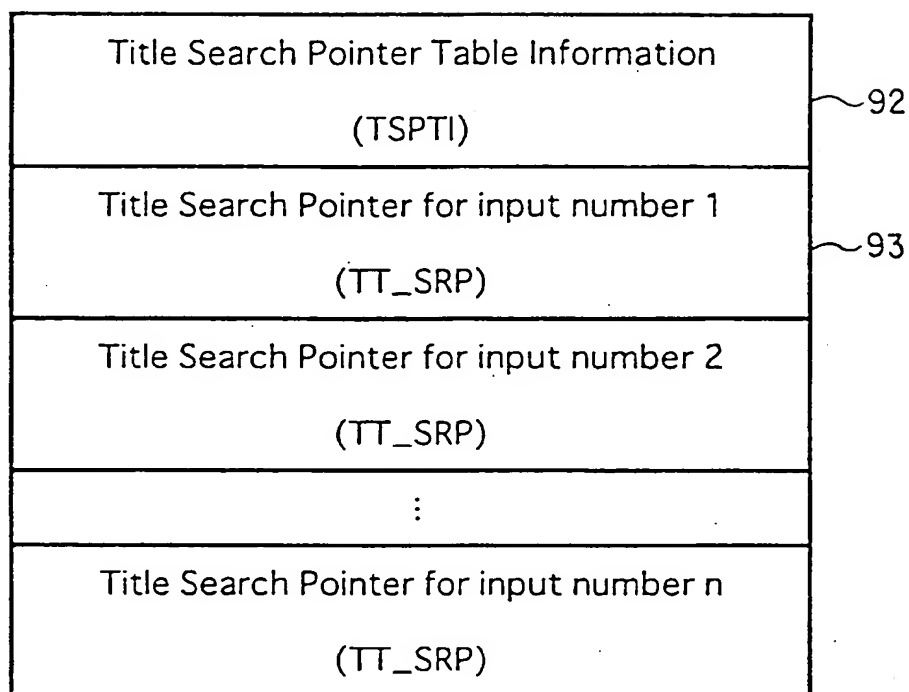 Title Search Pointer Table Information
(TSPTI)
92
Title Search Pointer for input number 1
(TT_SRP)
93
Title Search Pointer for input number 2
(TT_SRP)
⋮
Title Search Pointer for input number n
(TT_SRP)